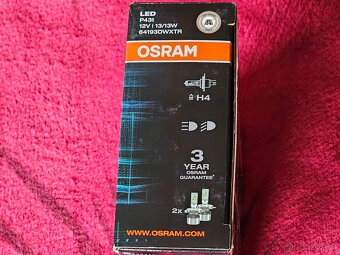 LED
P43t
12V | 13/13W
64193DWXTR
OSRAM
≙ H4
3
YEAR
OSRAM
GUARANTEE
2x
WWW.OSRAM.COM